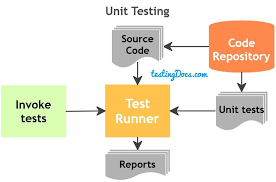 Unit Testing
Source
Code
Code
Repository
testingDocs.com
Invoke
tests
Test
Runner
Unit tests
Reports